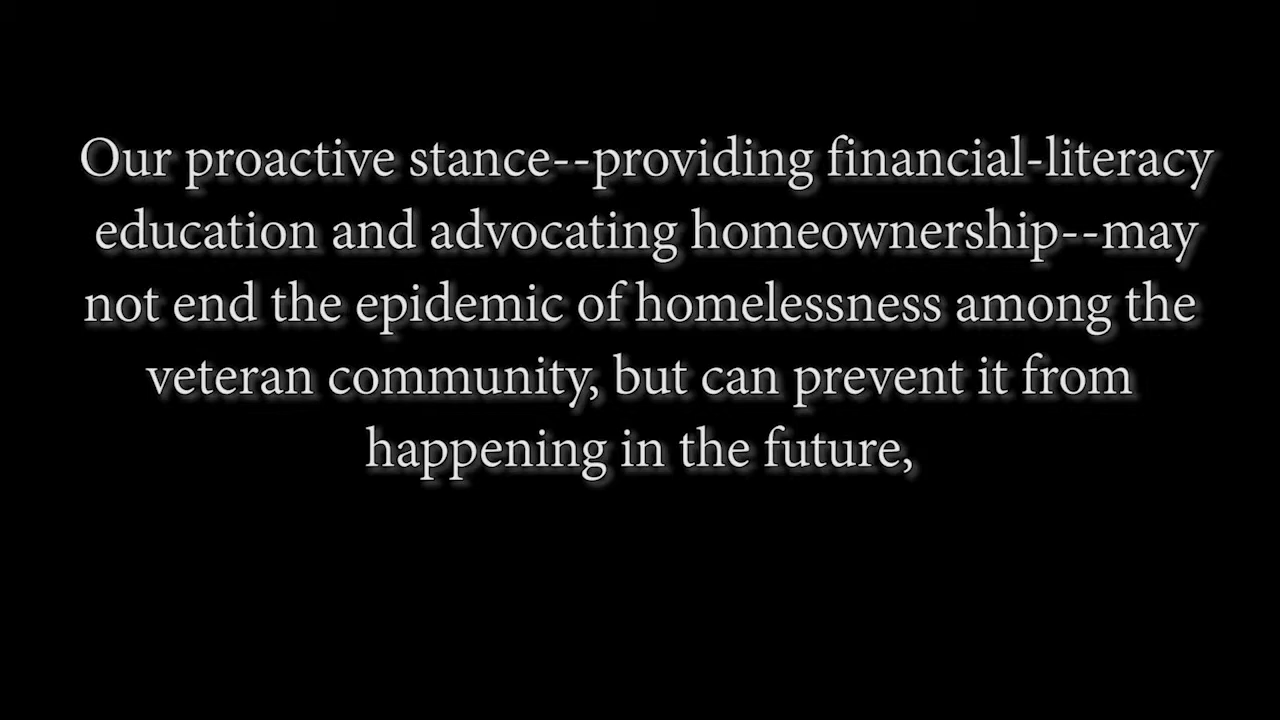 Our proactive stance--providing financial-literacy
education and advocating homeownership--may
not end the epidemic of homelessness among the
veteran community, but can prevent it from
happening in the future,